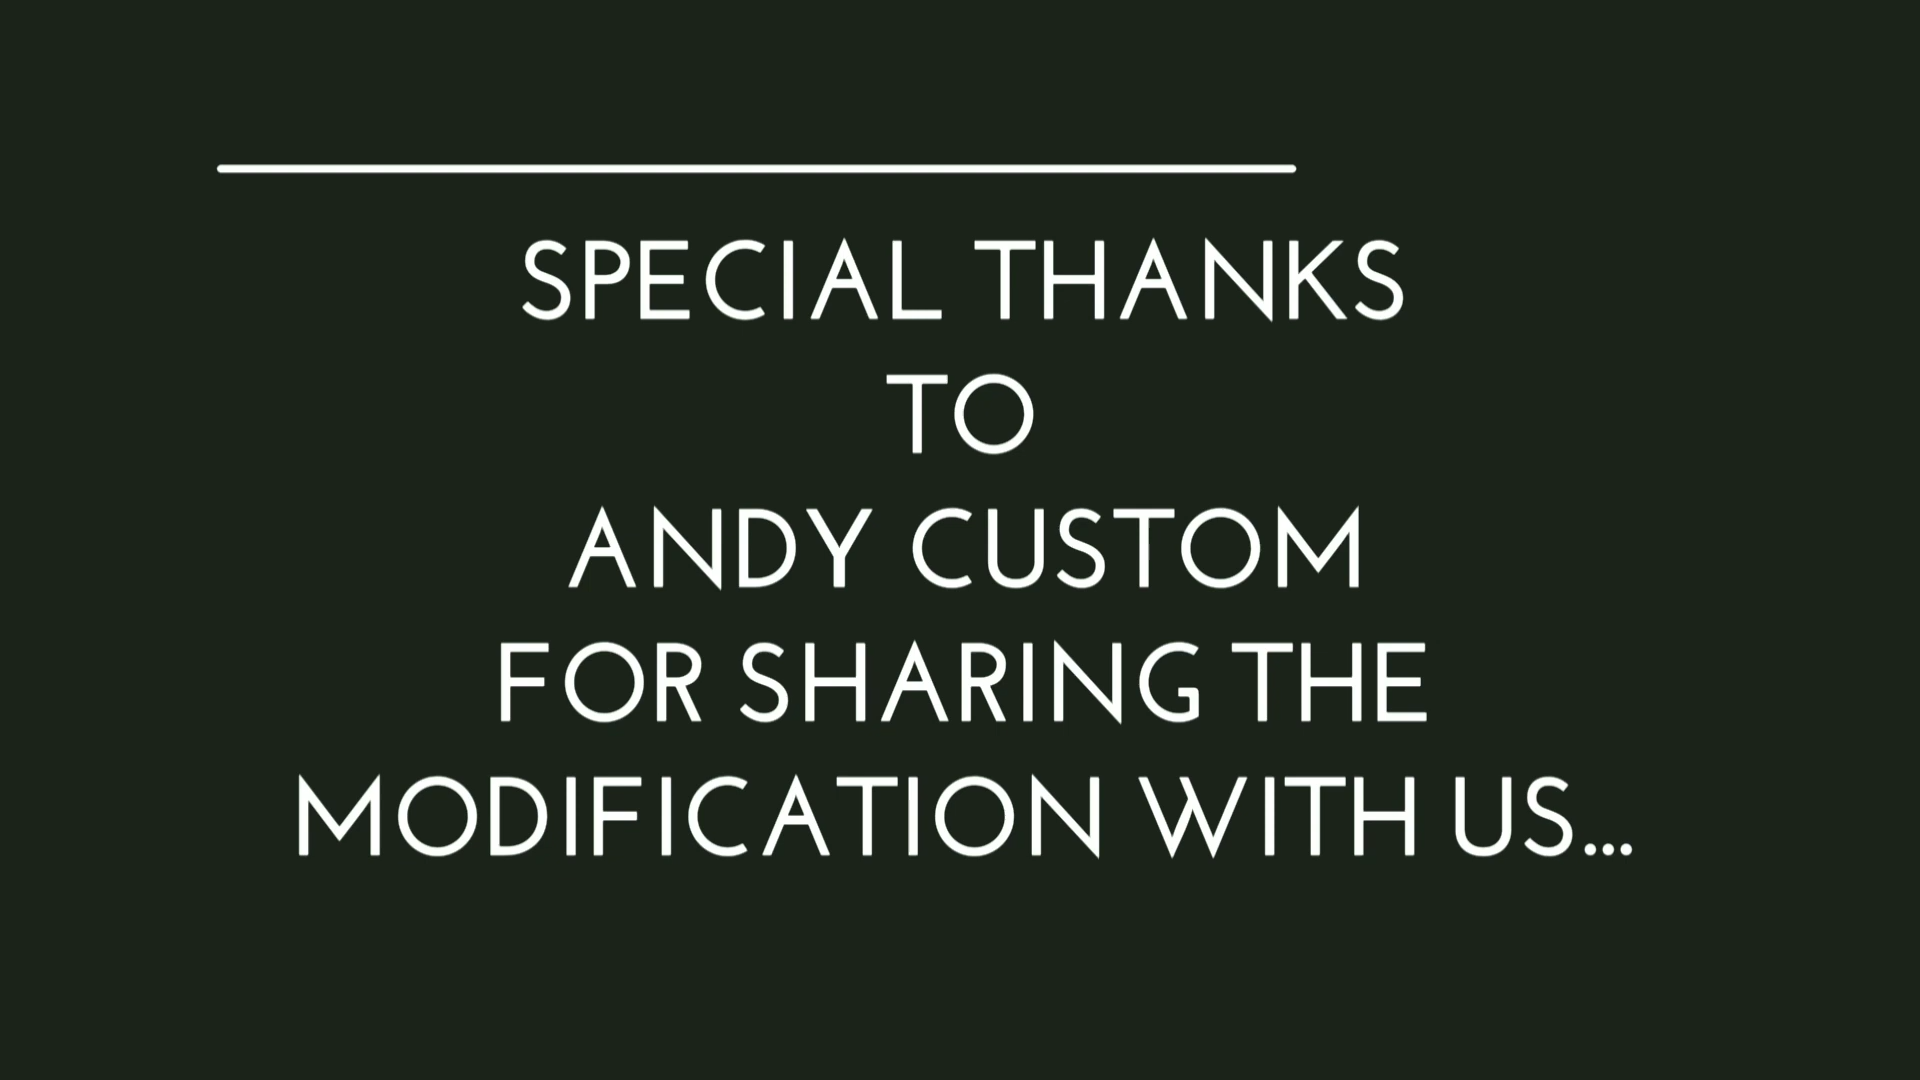 SPECIAL THANKS
TO
ANDY CUSTOM
FOR SHARING THE
MODIFICATION WITH US...